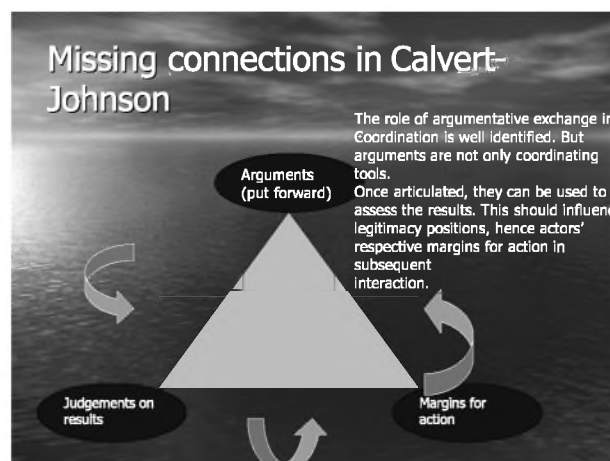 Missing connections in Calvert-
Johnson
The role of argumentative exchange in
Coordination is well identified. But
arguments are not only coordinating
tools.
Once articulated, they can be used to
assess the results. This should influenc
legitimacy positions, hence actors'
respective margins for action in
subsequent
interaction.
Arguments
(put forward)
Judgements on
results
Margins for
action